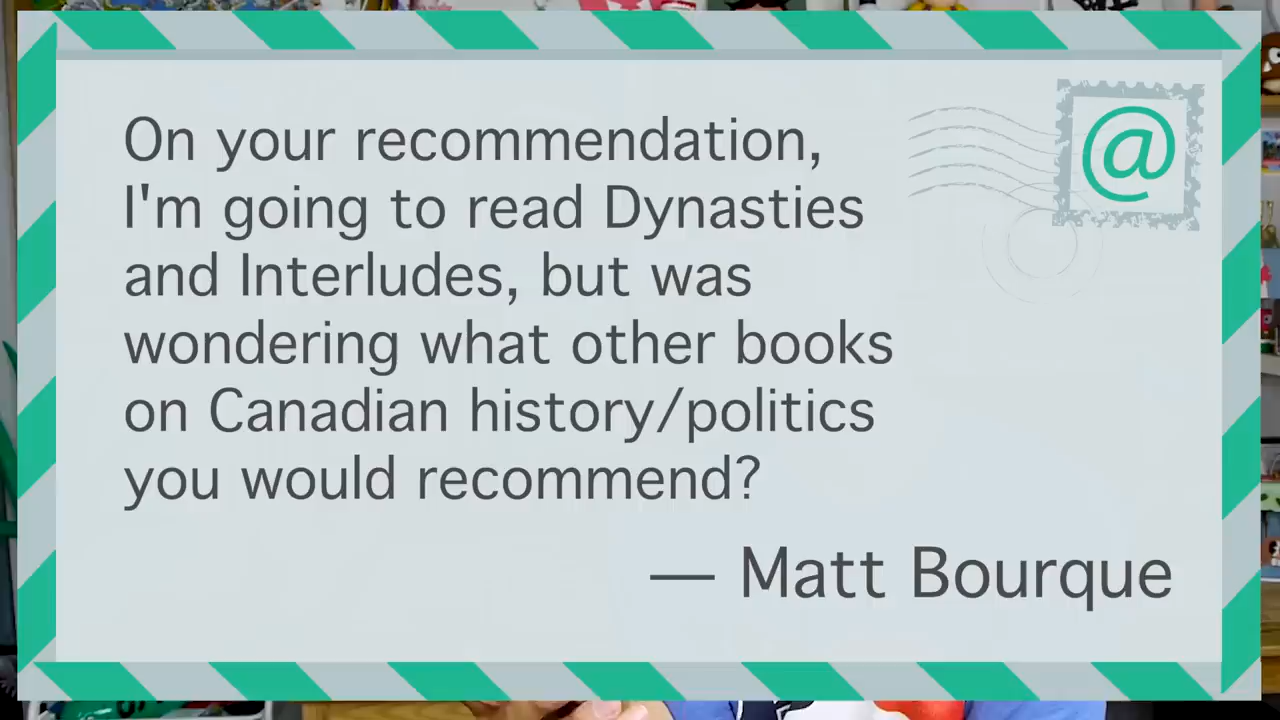 On your recommendation,
I'm going to read Dynasties
and Interludes, but was
wondering what other books
on Canadian history/politics
you would recommend?
— Matt Bourque
@